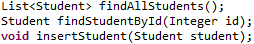 List<Student> findAllStudents();
Student findStudentById(Integer id);
void insertStudent(Student student);